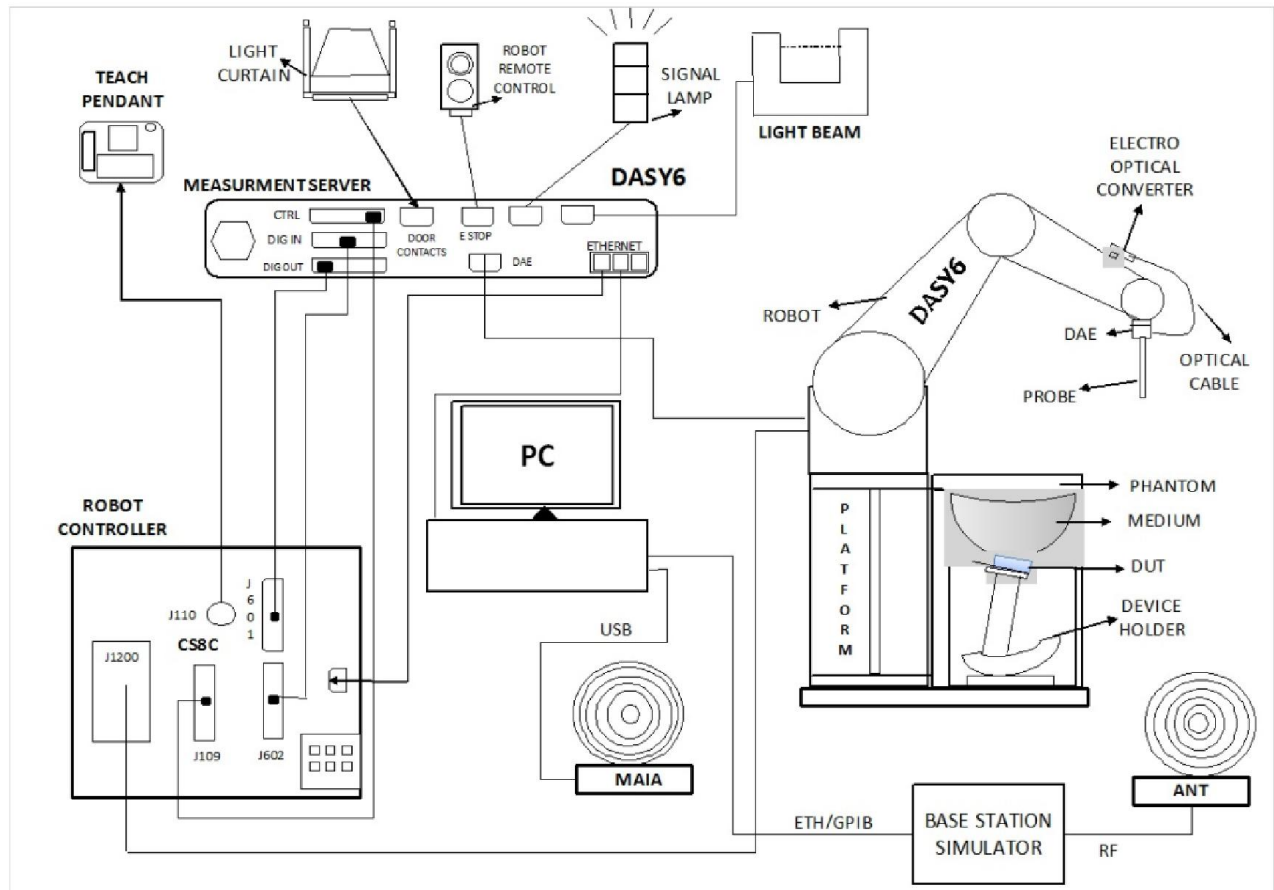 LIGHT
CURTAIN
ROBOT
REMOTE
CONTROL
SIGNAL
LAMP
LIGHT BEAM
TEACH
PENDANT
ELECTRO
OPTICAL
CONVERTER
MEASURMENT SERVER
DASY6
CTRL
DIG IN
DIG OUT
DOOR
CONTACTS
E STOP
ETHERNET
DAE
ROBOT
DASY6
DAE
OPTICAL
CABLE
PROBE
PC
PLATFORM
PHANTOM
MEDIUM
DUT
DEVICE
HOLDER
ROBOT
CONTROLLER
J110
J601
CS8C
J1200
J109
J602
USB
MAIA
ANT
ETH/GPIB
BASE STATION
SIMULATOR
RF